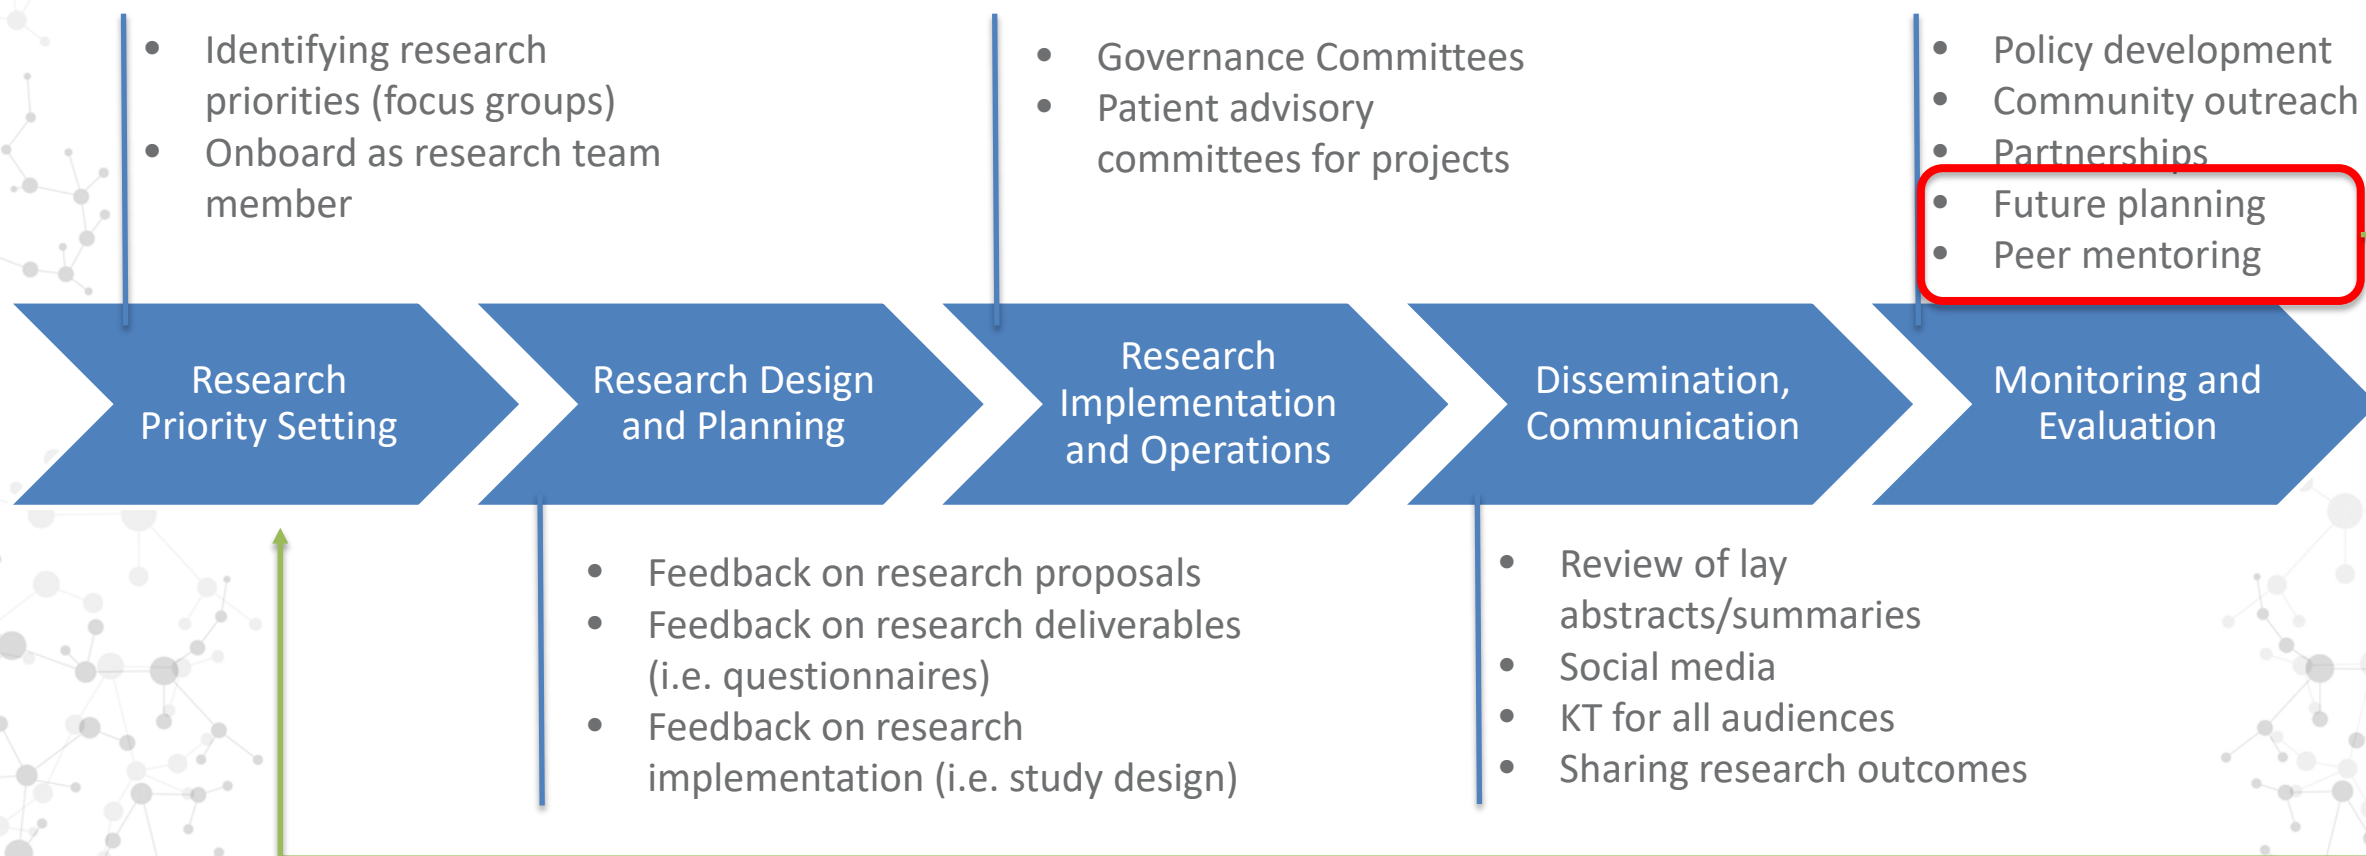 • Identifying research
priorities (focus groups)
• Onboard as research team
member
• Governance Committees
• Patient advisory
committees for projects
• Policy development
• Community outreach
• Partnerships
• Future planning
• Peer mentoring
Research
Priority Setting
Research Design
and Planning
Research
Implementation
and Operations
Dissemination,
Communication
Monitoring and
Evaluation
• Feedback on research proposals
• Feedback on research deliverables
(i.e. questionnaires)
• Feedback on research
implementation (i.e. study design)
• Review of lay
abstracts/summaries
• Social media
• KT for all audiences
• Sharing research outcomes